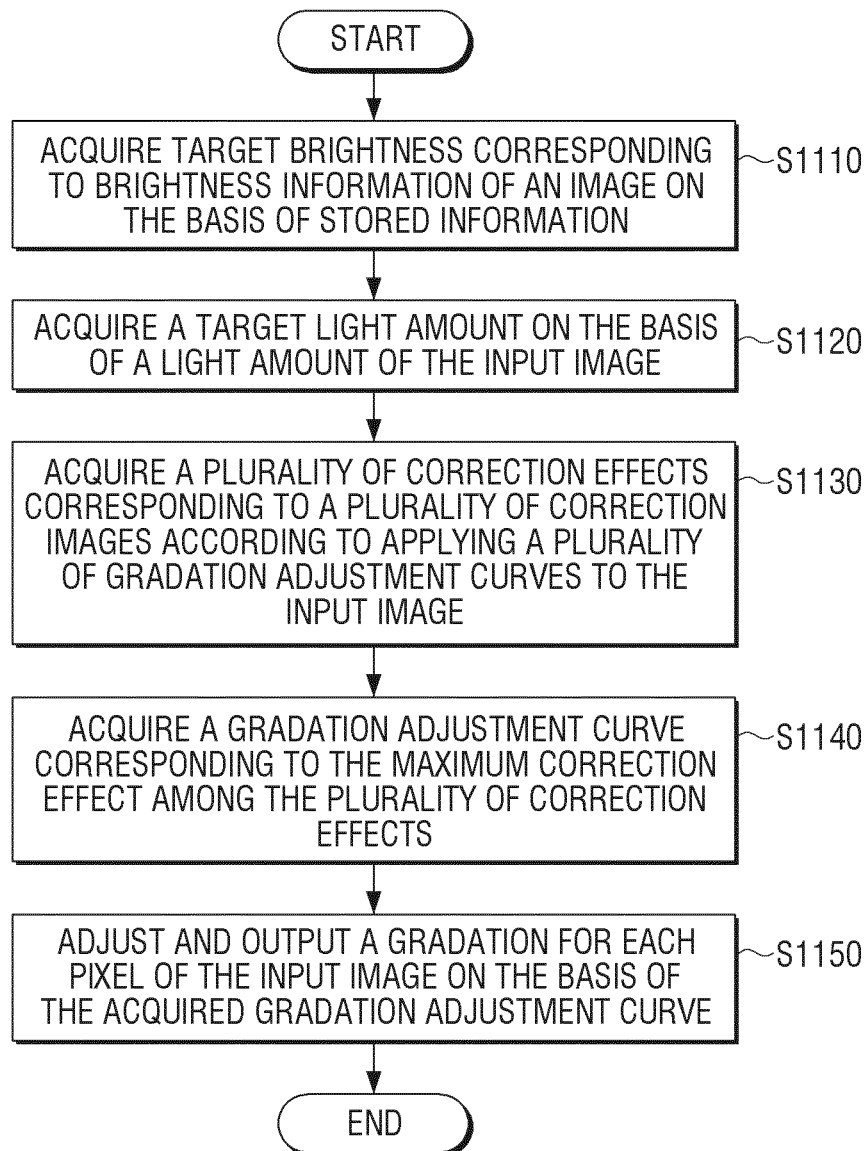 START
ACQUIRE TARGET BRIGHTNESS CORRESPONDING
TO BRIGHTNESS INFORMATION OF AN IMAGE ON
THE BASIS OF STORED INFORMATION
S1110
ACQUIRE A TARGET LIGHT AMOUNT ON THE BASIS
OF A LIGHT AMOUNT OF THE INPUT IMAGE
S1120
ACQUIRE A PLURALITY OF CORRECTION EFFECTS
CORRESPONDING TO A PLURALITY OF CORRECTION
IMAGES ACCORDING TO APPLYING A PLURALITY
OF GRADATION ADJUSTMENT CURVES TO THE
INPUT IMAGE
S1130
ACQUIRE A GRADATION ADJUSTMENT CURVE
CORRESPONDING TO THE MAXIMUM CORRECTION
EFFECT AMONG THE PLURALITY OF CORRECTION
EFFECTS
S1140
ADJUST AND OUTPUT A GRADATION FOR EACH
PIXEL OF THE INPUT IMAGE ON THE BASIS OF
THE ACQUIRED GRADATION ADJUSTMENT CURVE
S1150
END